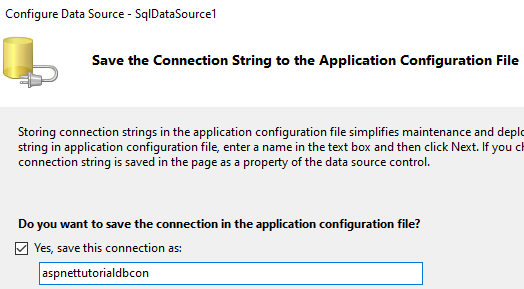 Configure Data Source - SqlDataSource1
Save the Connection String to the Application Configuration File
Storing connection strings in the application configuration file simplifies maintenance and
string in application configuration file, enter a name in the text box and then click Next. If you
connection string is saved in the page as a property of the data source control.
Do you want to save the connection in the application configuration file?
Yes, save this connection as:
aspnettutorialdbcon